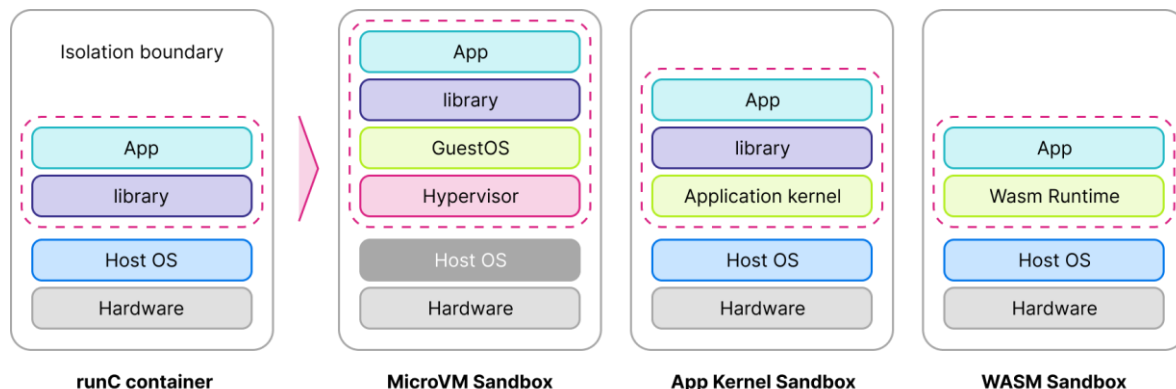 Isolation boundary
App
library
Host OS
Hardware
runC container
App
library
GuestOS
Hypervisor
Host OS
Hardware
MicroVM Sandbox
App
library
Application kernel
Host OS
Hardware
App Kernel Sandbox
App
Wasm Runtime
Host OS
Hardware
WASM Sandbox